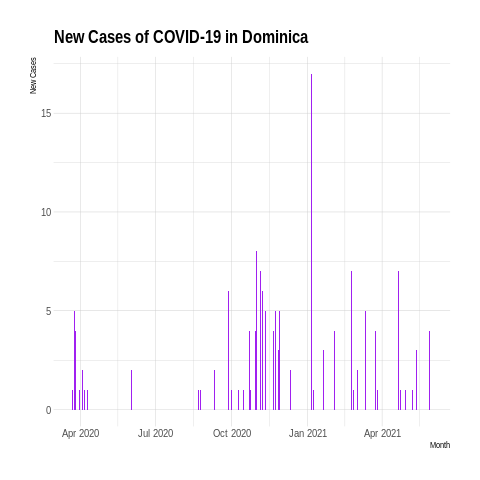 New Cases of COVID-19 in Dominica
New Cases
15
10
5
0
Apr 2020 Jul 2020 Oct 2020 Jan 2021 Apr 2021
Month